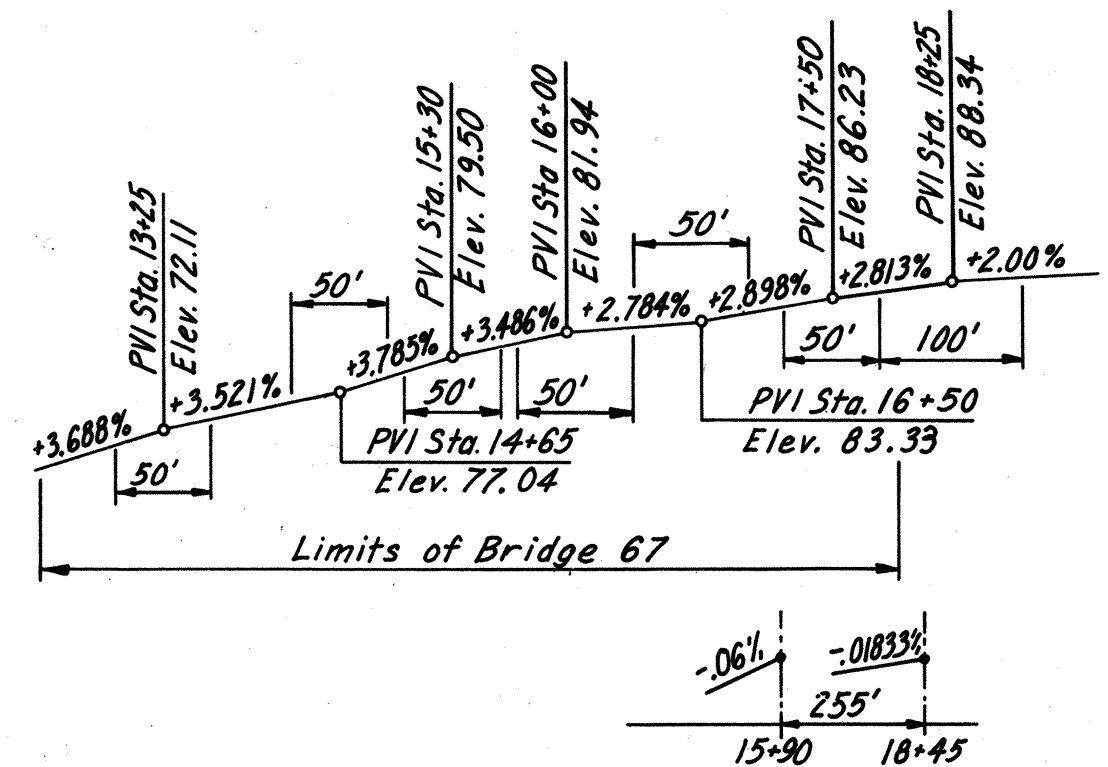 PVI Sta. 13+25
Elev. 72.11
PVI Sta. 15+30
Elev. 79.50
PVI Sta 16+00
Elev. 81.94
PVI Sta. 17+50
Elev. 86.23
PVI Sta. 18+25
Elev. 88.34
+3.688%
+3.521%
+3.785%
+3.486%
+2.784%
+2.898%
+2.813%
+2.00%
50'
50'
50'
50'
50'
50'
100'
PVI Sta. 14+65
Elev. 77.04
PVI Sta. 16+50
Elev. 83.33
Limits of Bridge 67
-.06%
-.01833%
255'
15+90
18+45